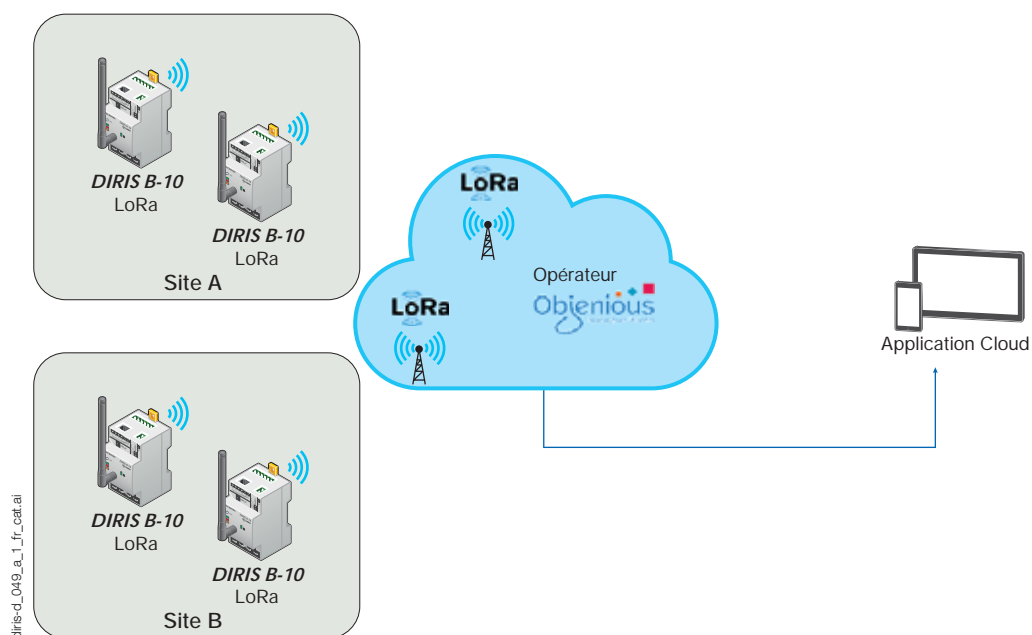 DIRIS B-10
LoRa
DIRIS B-10
LoRa
Site A
LoRa
Opérateur
Objenious
LoRa
Application Cloud
DIRIS B-10
LoRa
DIRIS B-10
LoRa
Site B
diris-d_049_a_1_fr_cat.ai